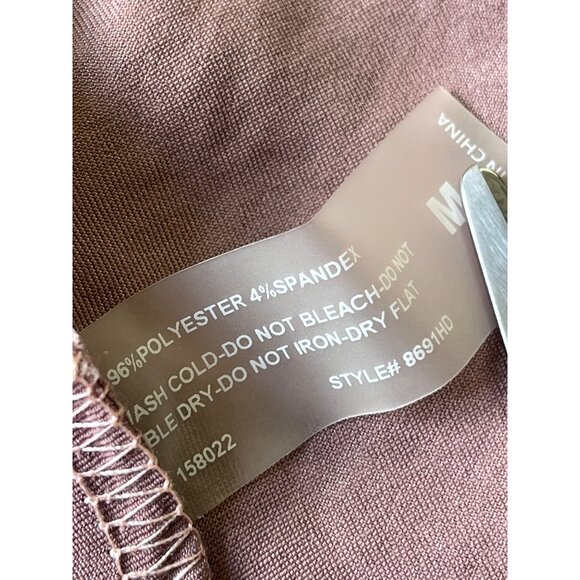 96%POLYESTER 4%SPANDEX
WASH COLD-DO NOT BLEACH-DO NOT
BLE DRY-DO NOT IRON-DRY FLAT
STYLE# 8691HD
158022
M
IN CHINA